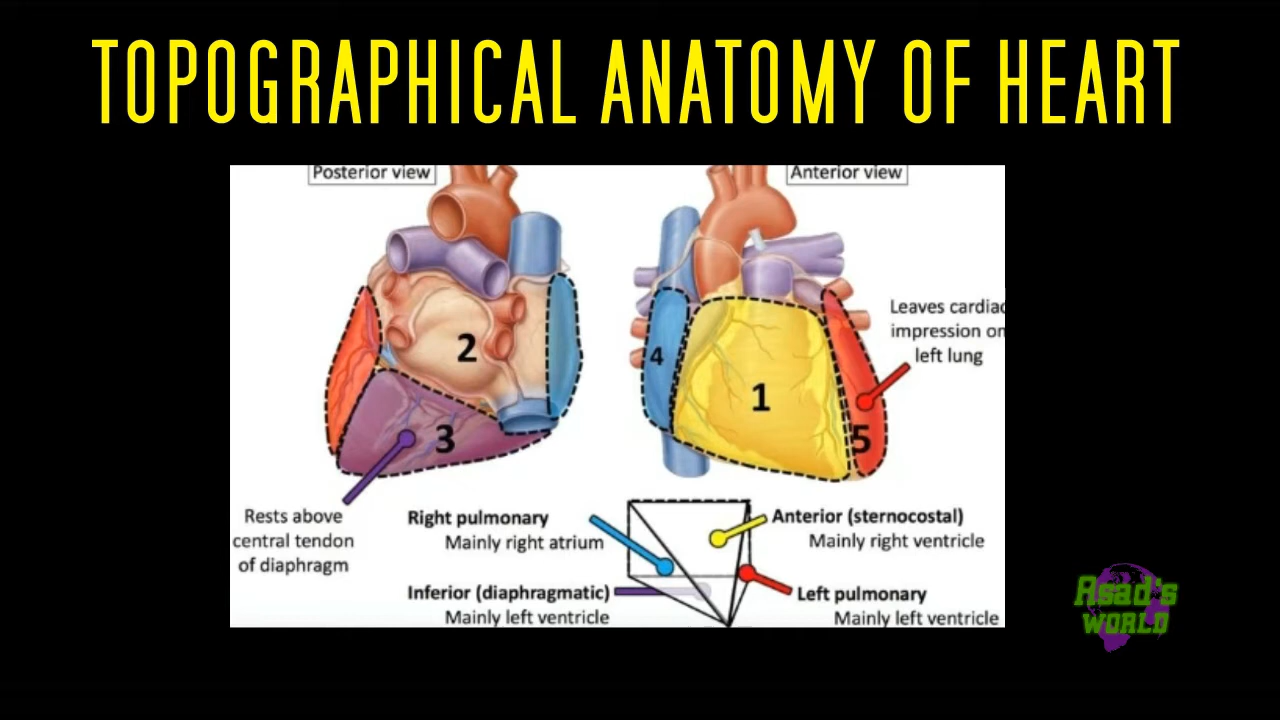 TOPOGRAPHICAL ANATOMY OF HEART
Posterior view
Anterior view
2
3
4
1
5
Leaves cardiac
impression on
left lung
Rests above
central tendon
of diaphragm
Right pulmonary
Mainly right atrium
Inferior (diaphragmatic)
Mainly left ventricle
Anterior (sternocostal)
Mainly right ventricle
Left pulmonary
Mainly left ventricle
Asad's
WORLD